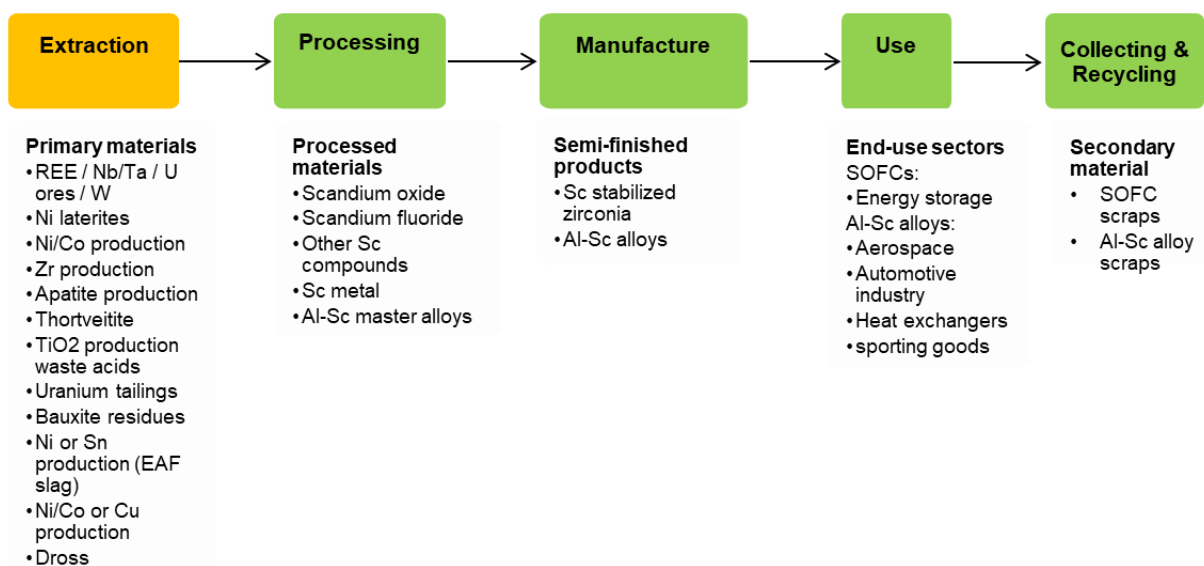 Extraction
Processing
Manufacture
Use
Collecting &
Recycling
Primary materials
•REE / Nb/Ta / U
ores / W
•Ni laterites
•Ni/Co production
•Zr production
•Apatite production
•Thortveitite
•TiO2 production
waste acids
•Uranium tailings
•Bauxite residues
•Ni or Sn
production (EAF
slag)
•Ni/Co or Cu
production
•Dross
Processed
materials
•Scandium oxide
•Scandium fluoride
•Other Sc
compounds
•Sc metal
•Al-Sc master alloys
Semi-finished
products
•Sc stabilized
zirconia
•Al-Sc alloys
End-use sectors
SOFCs:
•Energy storage
Al-Sc alloys:
•Aerospace
•Automotive
industry
•Heat exchangers
•sporting goods
Secondary
material
• SOFC
scraps
• Al-Sc alloy
scraps